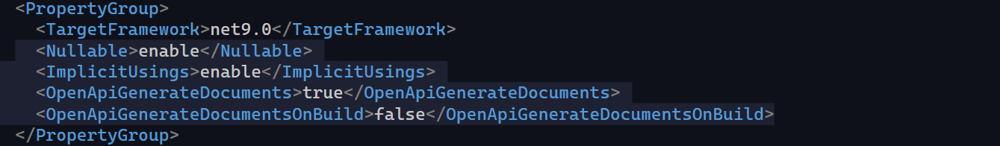 <PropertyGroup>
<TargetFramework>net9.0</TargetFramework>
<Nullable>enable</Nullable>
<ImplicitUsings>enable</ImplicitUsings>
<OpenApiGenerateDocuments>true</OpenApiGenerateDocuments>
<OpenApiGenerateDocumentsOnBuild>false</OpenApiGenerateDocumentsOnBuild>
</PropertyGroup>